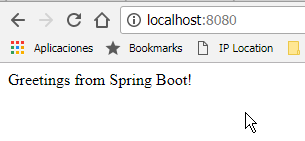 localhost:8080
Aplicaciones Bookmarks IP Location
Greetings from Spring Boot!